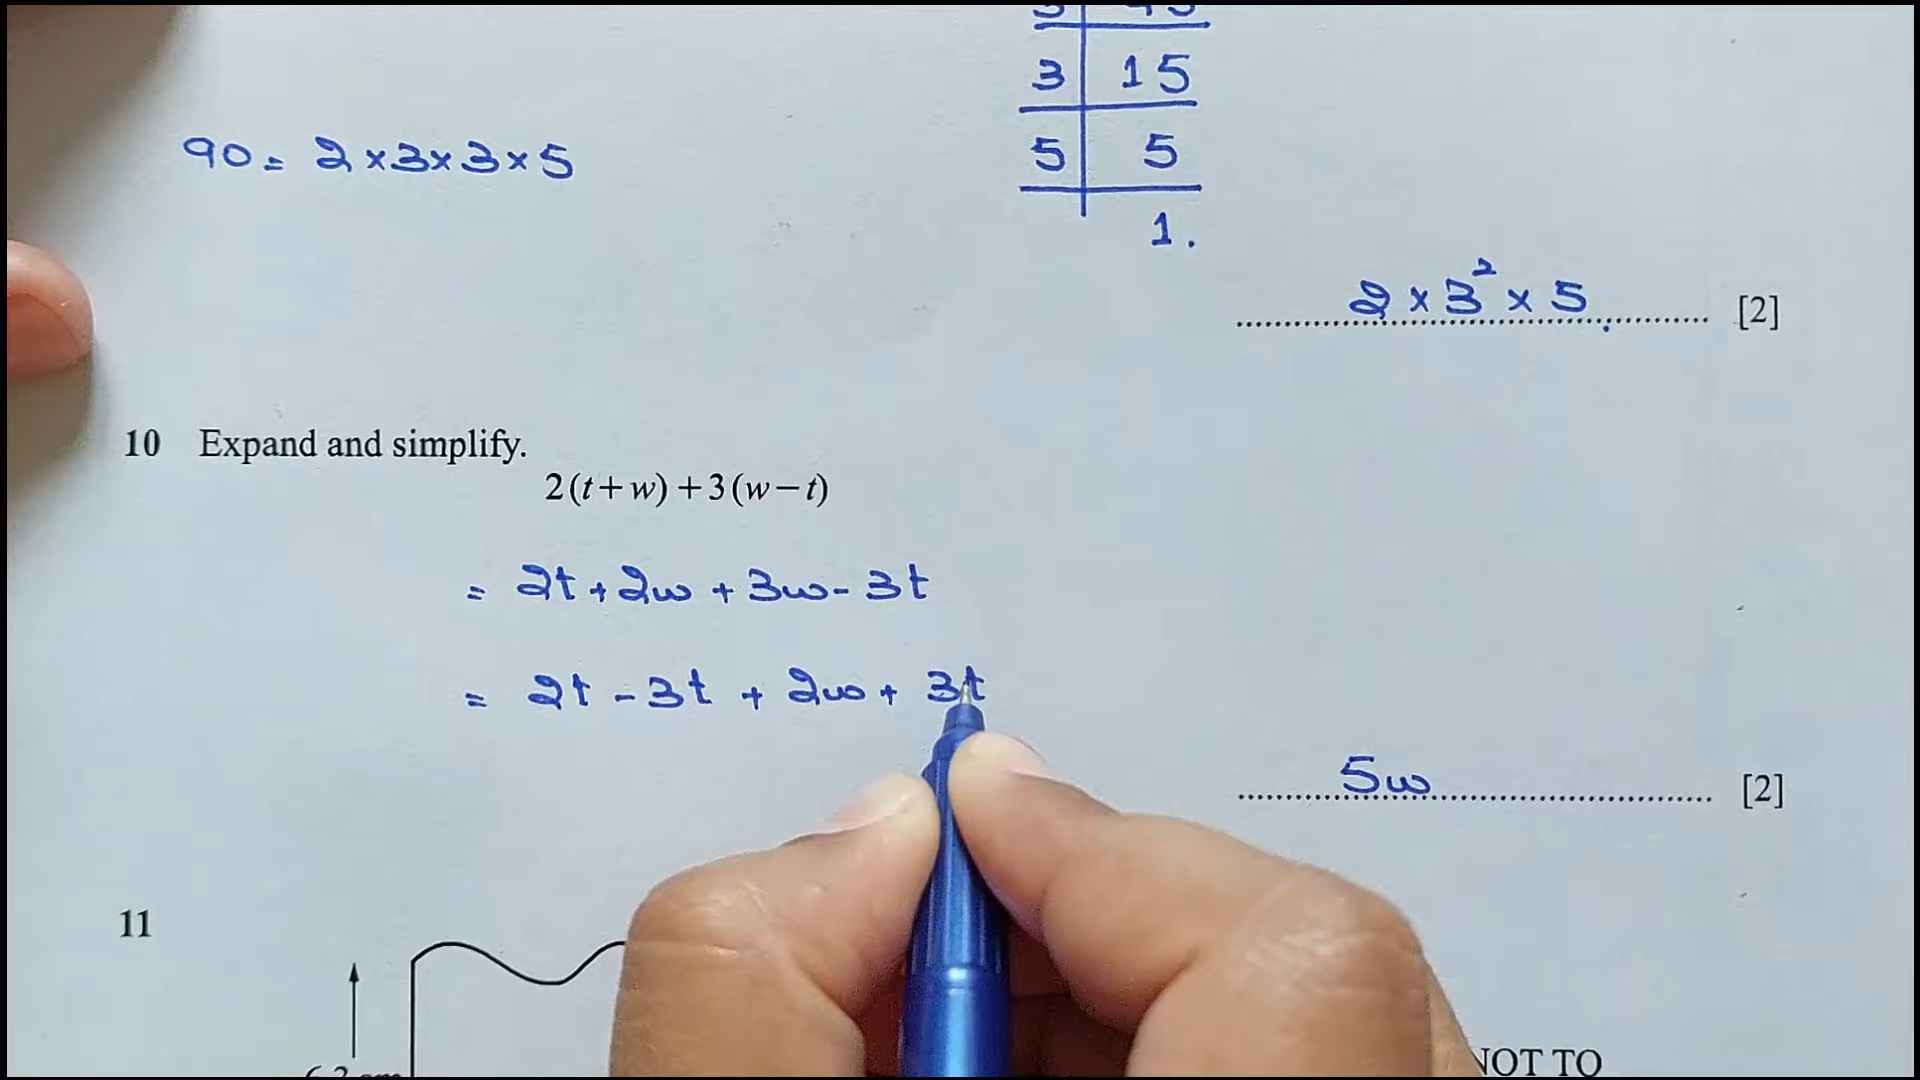 3 | 15
90 = 2 × 3 × 3 × 5
5 | 5
1.
2 × 3² × 5 [2]
10 Expand and simplify.
2(t+w)+3(w−t)
= 2t + 2w + 3w - 3t
= 2t - 3t + 2w + 3t
5w [2]
11
NOT TO